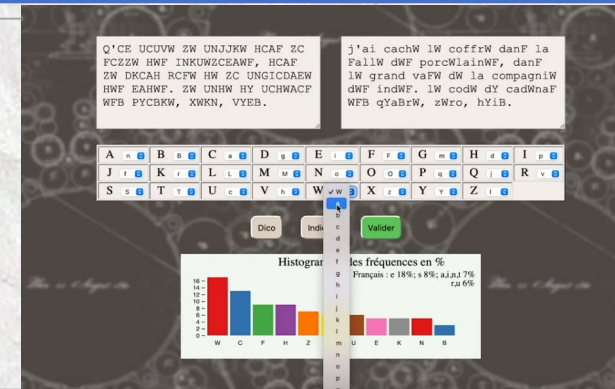 Q'CE UCUVW ZW UNJJKW HCAF ZC
FCZZW HWF INKUWZCEAWF, HCAF
ZW DKCAH RCFW HW ZC UNGICDAEW
HWF EAHWF. ZW UNHW HY UCHWACF
WFB PYCBKW, XWKN, VYEB.
j'ai cachW lW coffrW danF la
FallW dWF porcWlainWF, danF
lW grand vaFW dW la compagniW
dWF indWF. lW codW dY cadWnaF
WFB qYaBrW, zWro, hYiB.
A n B B C a D g E i F F G m H d I p
J f K r L L M M N o O O P q Q j R v
S S T T U c V h W X z Y Y Z l
✓ W
a
b
c
d
e
f
g
h
i
j
k
l
m
n
o
p
Dico Indi Valider
Histogra des fréquences en %
Français : e 18%; s 8%; a,i,n,t 7%
r,u 6%
16
14
12
10
8
6
4
2
0
W C F H Z U E K N B